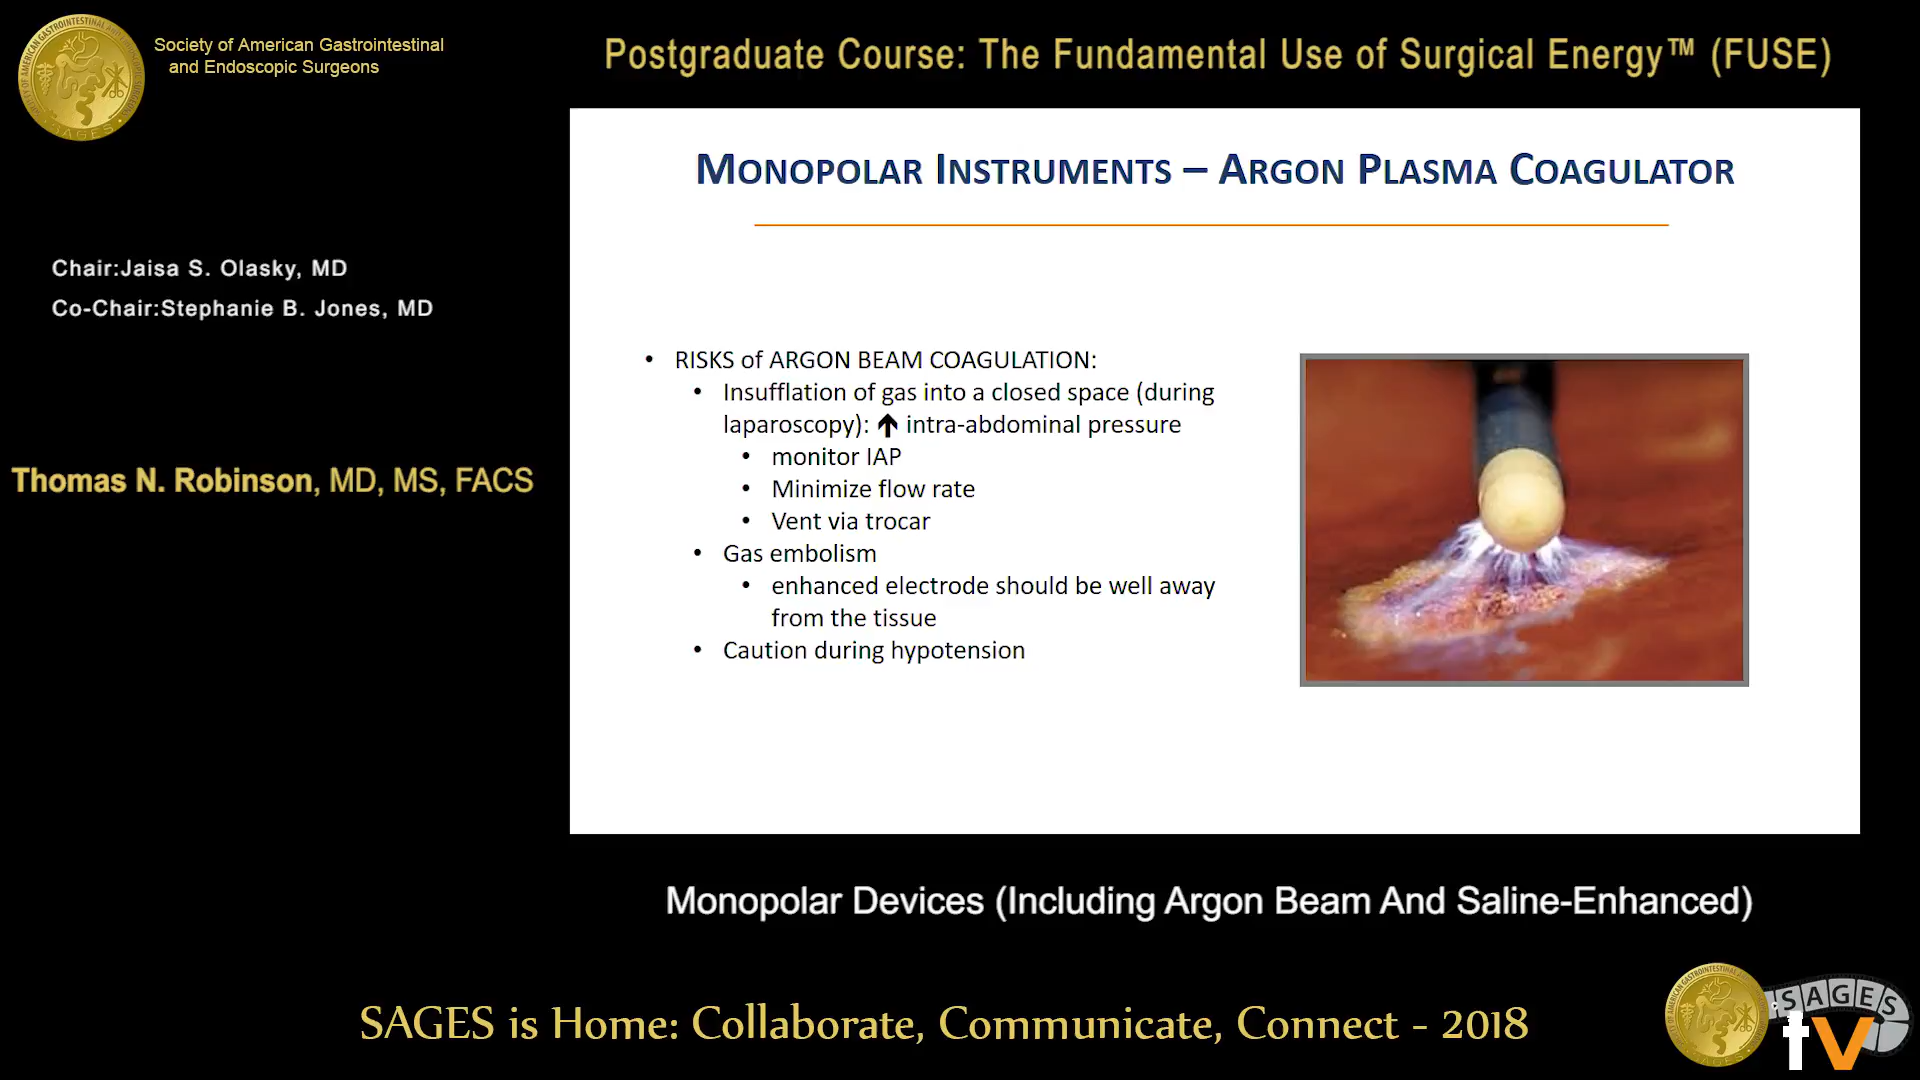 Society of American Gastrointestinal
and Endoscopic Surgeons
Postgraduate Course: The Fundamental Use of Surgical Energy™ (FUSE)
Chair:Jaisa S. Olasky, MD
Co-Chair:Stephanie B. Jones, MD
Thomas N. Robinson, MD, MS, FACS
MONOPOLAR INSTRUMENTS – ARGON PLASMA COAGULATOR
• RISKS of ARGON BEAM COAGULATION:
• Insufflation of gas into a closed space (during
laparoscopy): ↑ intra-abdominal pressure
• monitor IAP
• Minimize flow rate
• Vent via trocar
• Gas embolism
• enhanced electrode should be well away
from the tissue
• Caution during hypotension
Monopolar Devices (Including Argon Beam And Saline-Enhanced)
SAGES is Home: Collaborate, Communicate, Connect - 2018
SAGES
tv